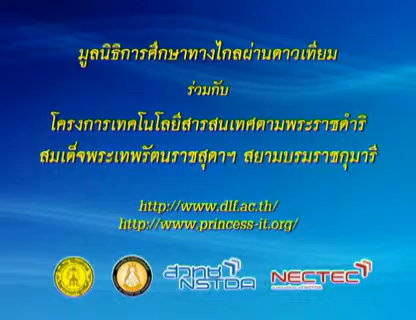 มูลนิธิการศึกษาทางไกลผ่านดาวเทียม
ร่วมกับ
โครงการเทคโนโลยีสารสนเทศตามพระราชดำริ
สมเด็จพระเทพรัตนราชสุดาฯ สยามบรมราชกุมารี
http://www.dlf.ac.th/
http://www.princess-it.org/
สวทช
NSTDA
NECTEC